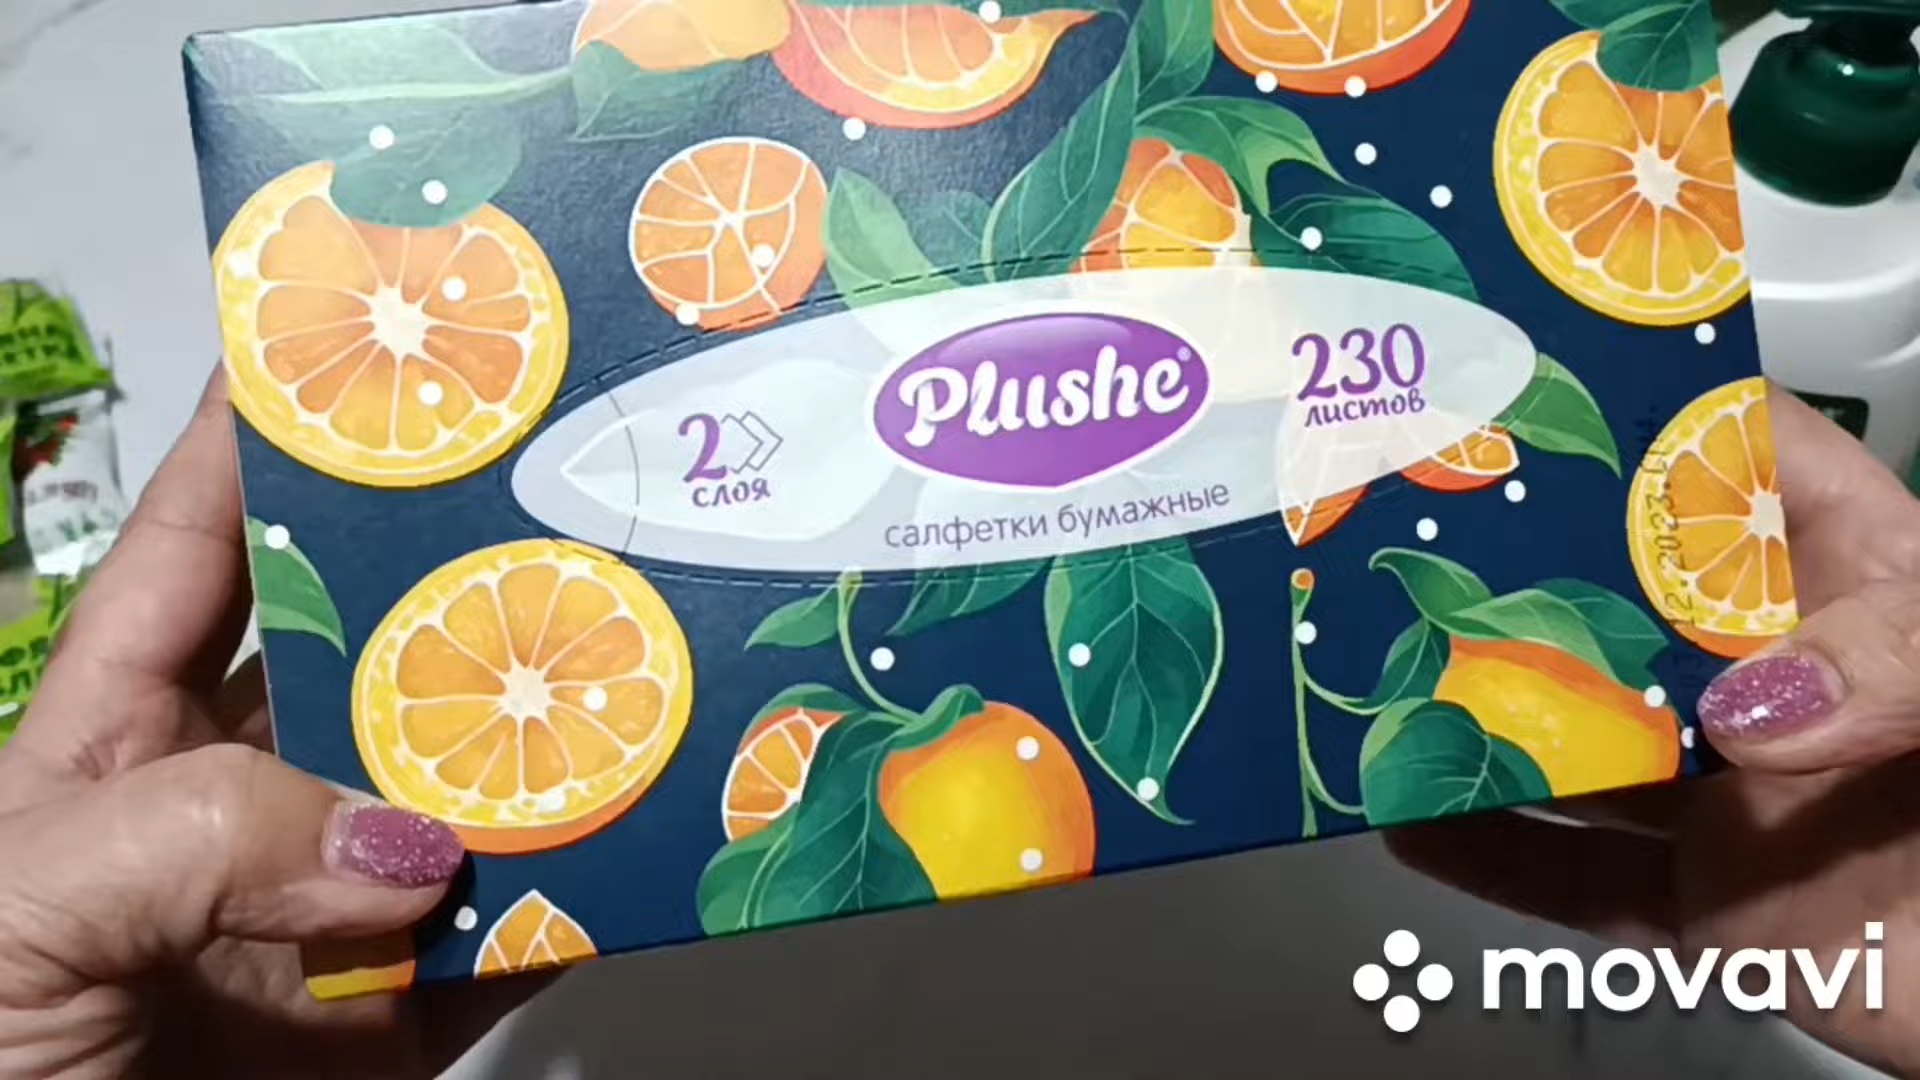 Plushe®
2
слоя
230
листов
салфетки бумажные
movavi